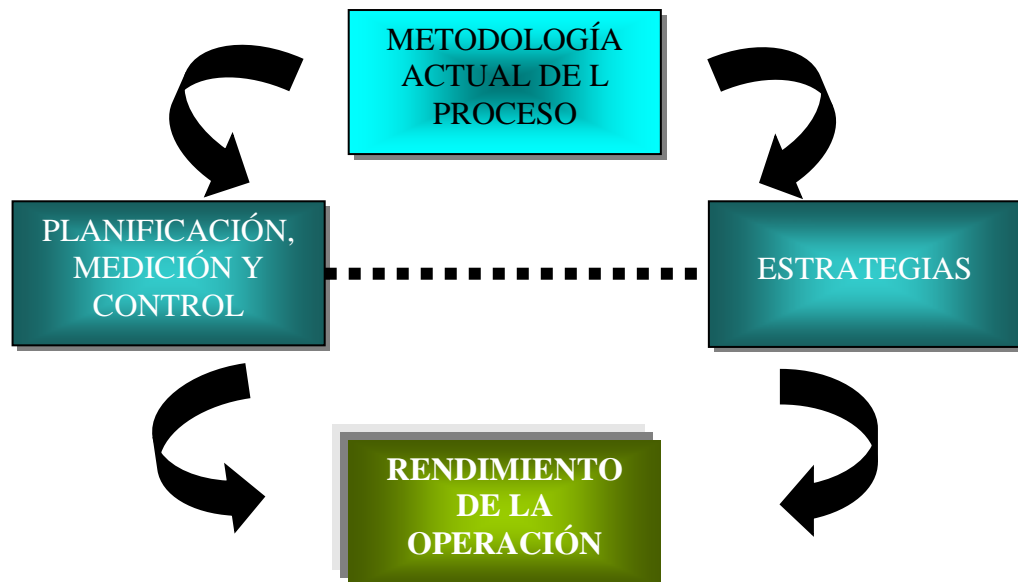 METODOLOGÍA
ACTUAL DE L
PROCESO
PLANIFICACIÓN,
MEDICIÓN Y
CONTROL
ESTRATEGIAS
RENDIMIENTO
DE LA
OPERACIÓN